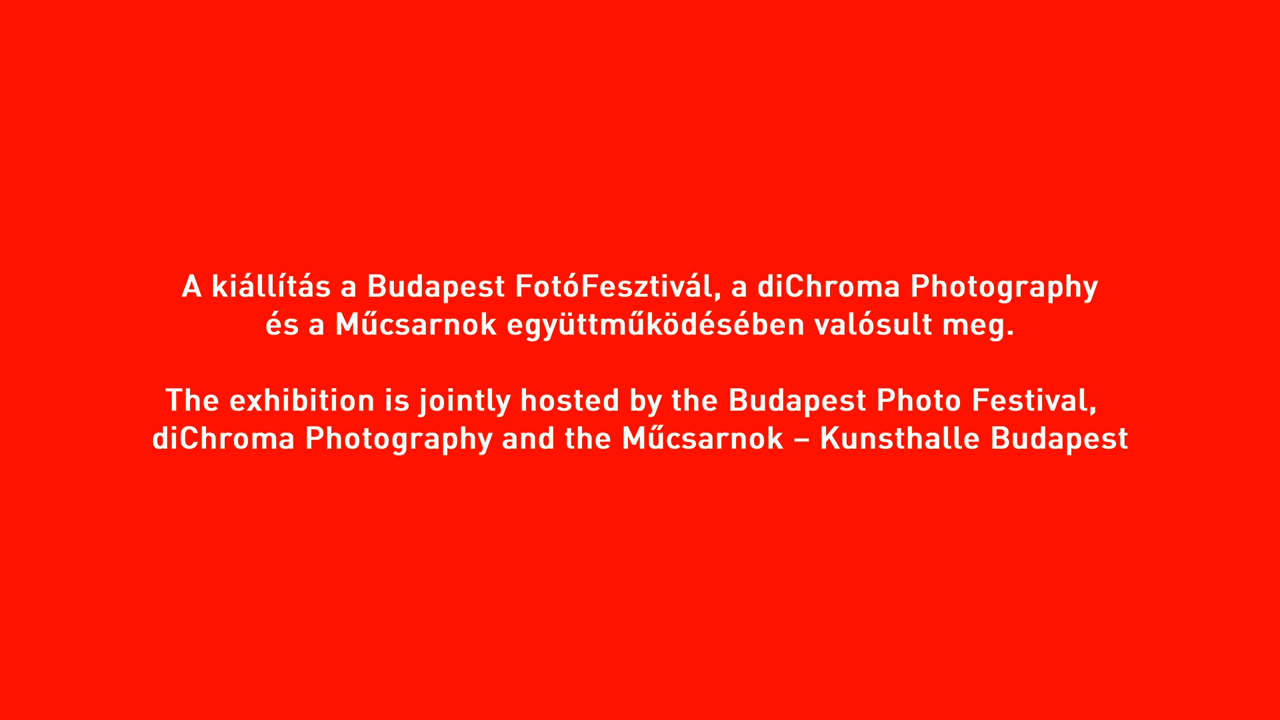 A kiállítás a Budapest FotóFesztivál, a diChroma Photography
és a Műcsarnok együttműködésében valósult meg.
The exhibition is jointly hosted by the Budapest Photo Festival,
diChroma Photography and the Műcsarnok – Kunsthalle Budapest